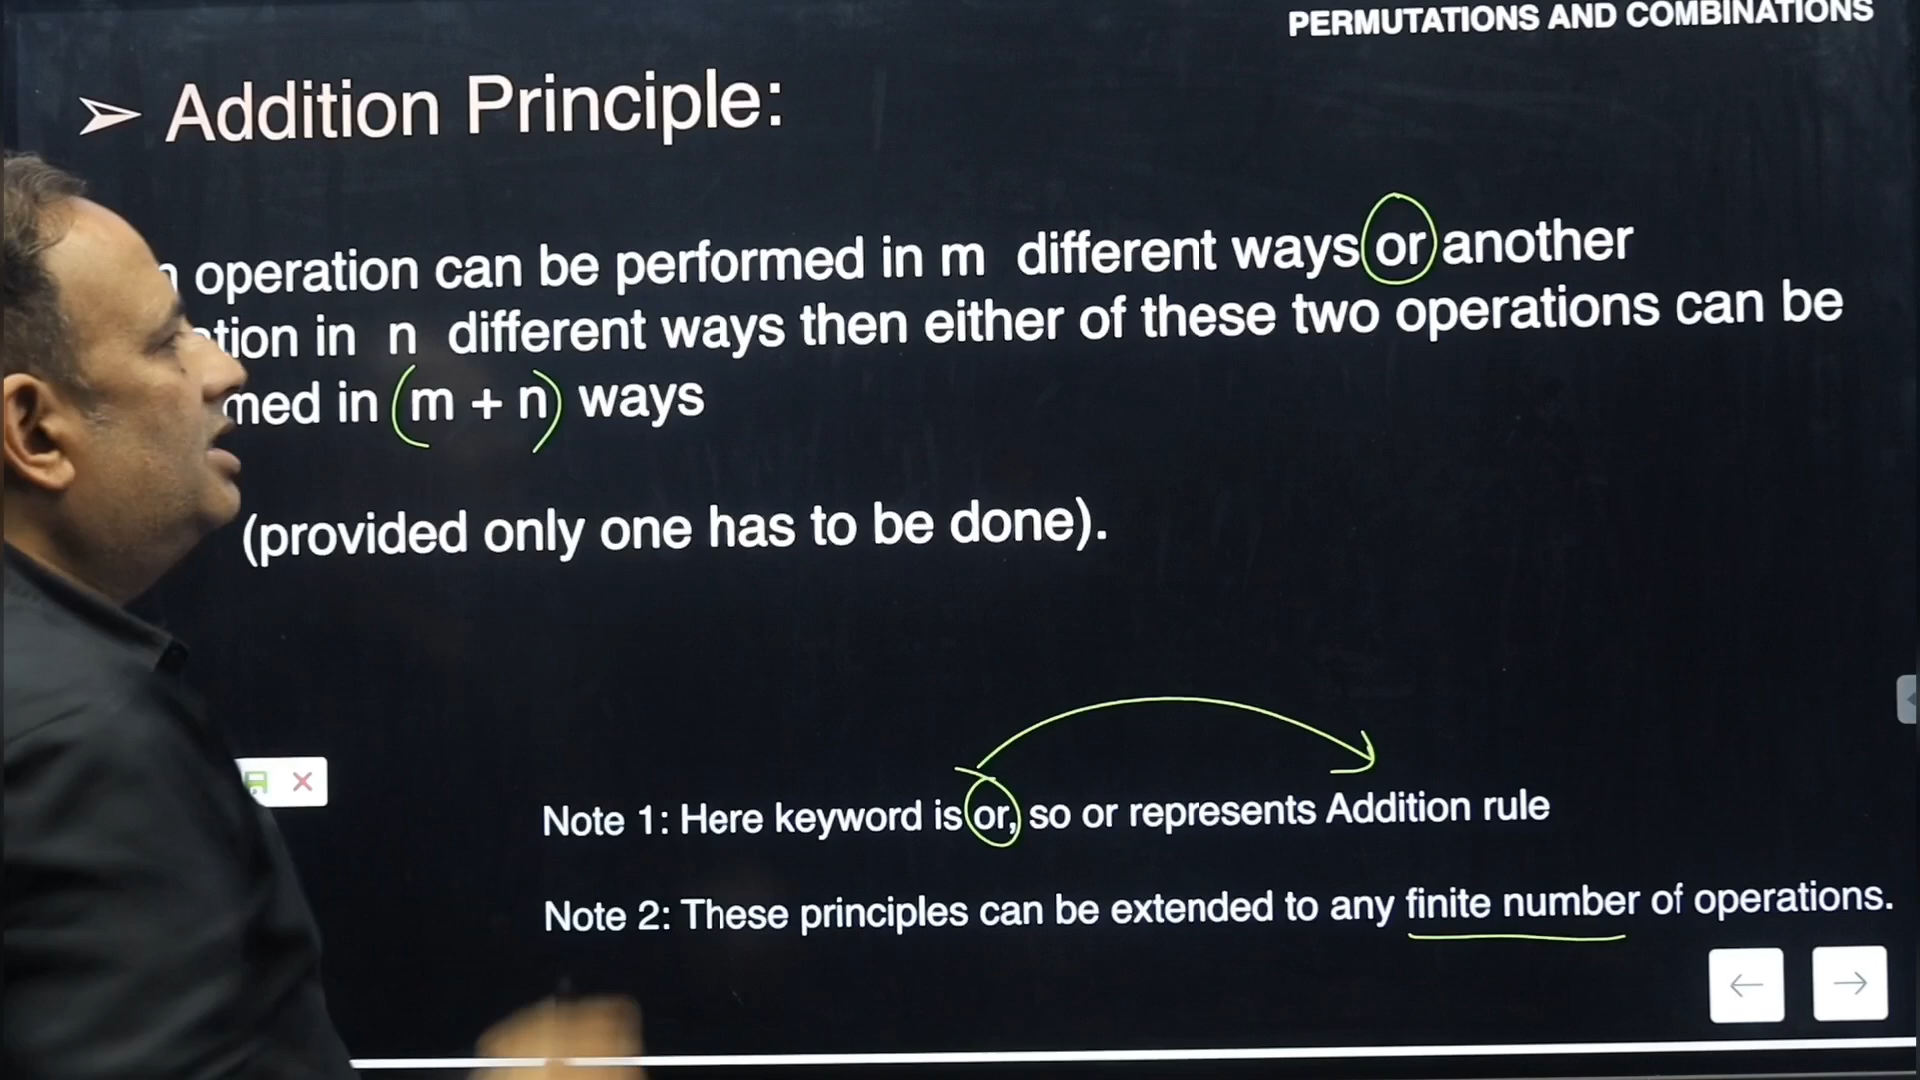 PERMUTATIONS AND COMBINATIONS
➢ Addition Principle:
operation can be performed in m different ways or another
in n different ways then either of these two operations can be
in (m + n) ways
(provided only one has to be done).
Note 1: Here keyword is or, so or represents Addition rule
Note 2: These principles can be extended to any finite number of operations.